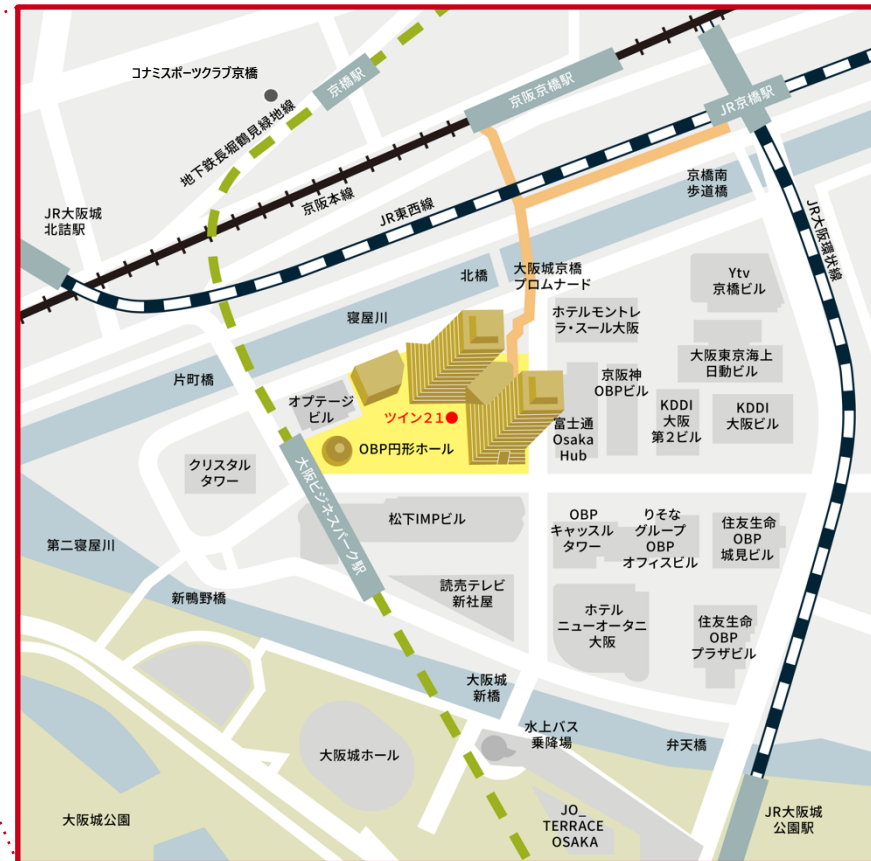 コナミスポーツクラブ京橋
京橋駅
京阪京橋駅
JR京橋駅
地下鉄長堀鶴見緑地線
京阪本線
JR東西線
京橋南
歩道橋
JR大阪城
北詰駅
JR大阪環状線
北橋
大阪城京橋
プロムナード
Ytv
京橋ビル
寝屋川
ホテルモントレ
ラ・スール大阪
大阪東京海上
日動ビル
片町橋
京阪神
OBPビル
オプテージ
ビル
ツイン21
KDDI
大阪
第2ビル
KDDI
大阪ビル
富士通
Osaka
Hub
OBP円形ホール
クリスタル
タワー
大阪ビジネスパーク駅
松下IMPビル
OBP
キャッスル
タワー
りそな
グループ
OBP
オフィスビル
住友生命
OBP
城見ビル
第二寝屋川
読売テレビ
新社屋
新鴫野橋
ホテル
ニューオータニ
大阪
住友生命
OBP
プラザビル
大阪城
新橋
水上バス
乗降場
弁天橋
大阪城ホール
大阪城公園
JO_
TERRACE
OSAKA
JR大阪城
公園駅